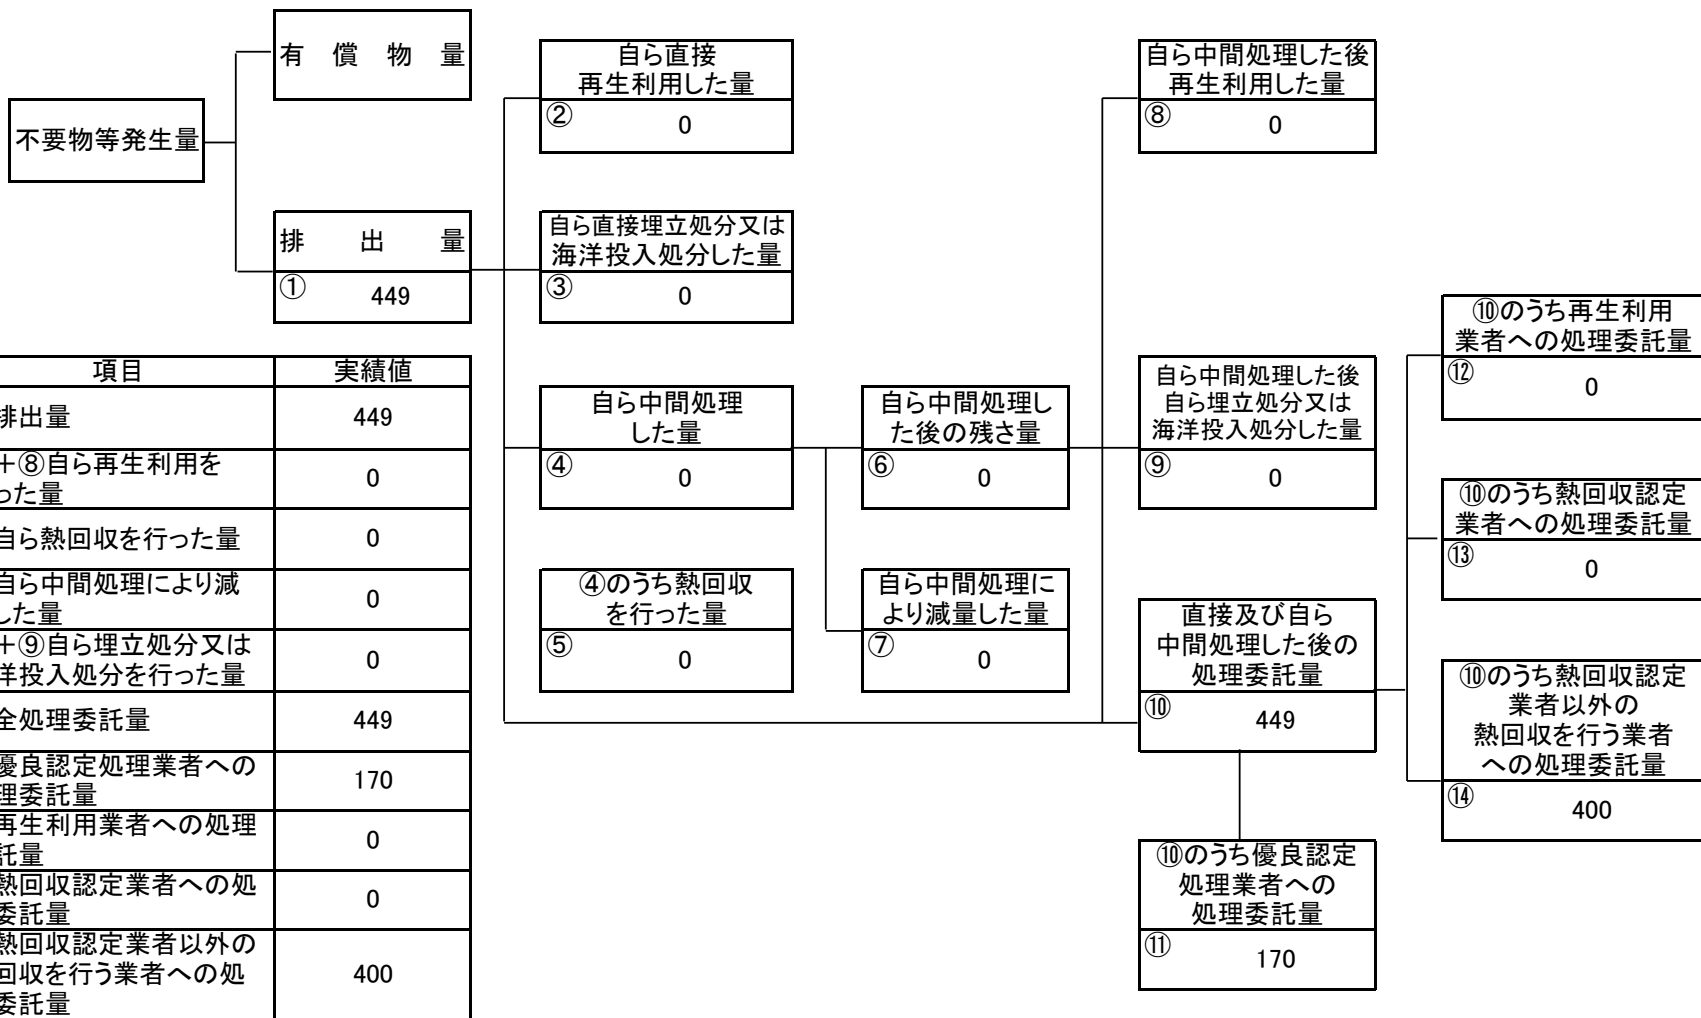 有償物量
不要物等発生量
排出量
① 449
自ら直接
再生利用した量
② 0
自ら直接埋立処分又は
海洋投入処分した量
③ 0
自ら中間処理
した量
④ 0
④のうち熱回収
を行った量
⑤ 0
自ら中間処理し
た後の残さ量
⑥ 0
自ら中間処理に
より減量した量
⑦ 0
自ら中間処理した後
再生利用した量
⑧ 0
自ら中間処理した後
自ら埋立処分又は
海洋投入処分した量
⑨ 0
直接及び自ら
中間処理した後の
処理委託量
⑩ 449
⑩のうち優良認定
処理業者への
処理委託量
⑪ 170
⑩のうち再生利用
業者への処理委託量
⑫ 0
⑩のうち熱回収認定
業者への処理委託量
⑬ 0
⑩のうち熱回収認定
業者以外の
熱回収を行う業者
への処理委託量
⑭ 400
項目 実績値
排出量 449
+⑧自ら再生利用を
った量 0
自ら熱回収を行った量 0
自ら中間処理により減
した量 0
+⑨自ら埋立処分又は
洋投入処分を行った量 0
全処理委託量 449
優良認定処理業者への
理委託量 170
再生利用業者への処理
託量 0
熱回収認定業者への処
委託量 0
熱回収認定業者以外の
回収を行う業者への処
委託量 400